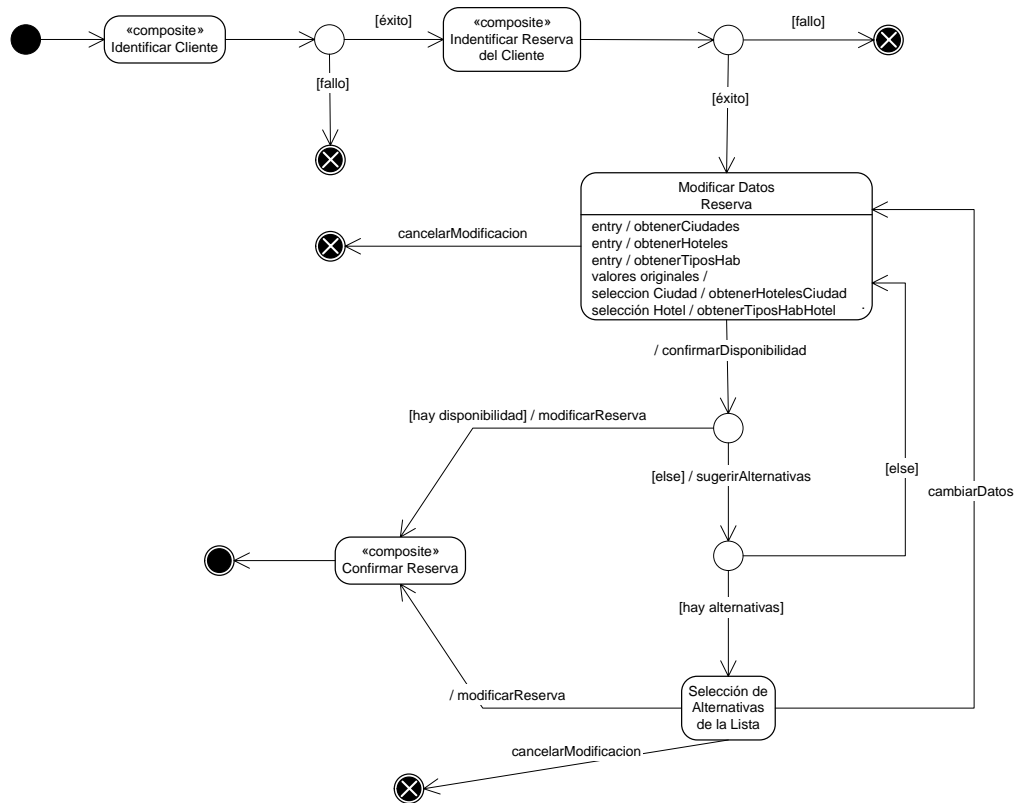 «composite»
Identificar Cliente
[éxito]
«composite»
Indentificar Reserva
del Cliente
[fallo]
[fallo]
[éxito]
Modificar Datos
Reserva
entry / obtenerCiudades
entry / obtenerHoteles
entry / obtenerTiposHab
valores originales /
seleccion Ciudad / obtenerHotelesCiudad
selección Hotel / obtenerTiposHabHotel
cancelarModificacion
/ confirmarDisponibilidad
[hay disponibilidad] / modificarReserva
[else] / sugerirAlternativas
[else]
cambiarDatos
«composite»
Confirmar Reserva
[hay alternativas]
/ modificarReserva
Selección de
Alternativas
de la Lista
cancelarModificacion